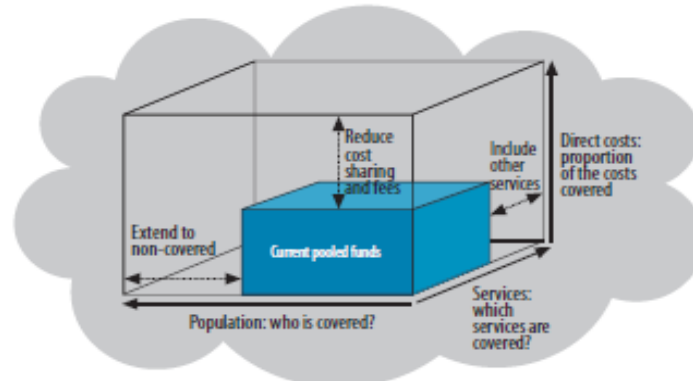 Reduce
cost
sharing
and fees
Include
other
services
Direct costs:
proportion
of the costs
covered
Extend to
non-covered
Current pooled funds
Population: who is covered?
Services:
which
services are
covered?